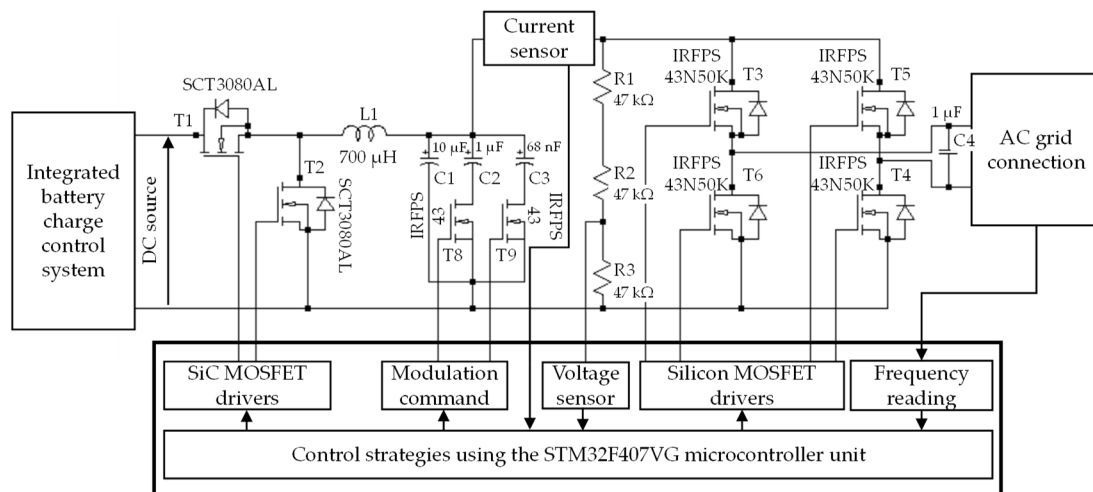 Current
sensor
SCT3080AL
T1
Integrated
battery
charge
control
system
DC source
T2
SCT3080AL
L1
700 μH
10 μF
1 μF
68 nF
C1
C2
C3
IRFPS
43
T8
43
IRFPS
T9
R1
47 kΩ
R2
47 kΩ
R3
47 kΩ
IRFPS
43N50K
T3
IRFPS
43N50K
T5
IRFPS
43N50K
T6
IRFPS
43N50K
T4
1 μF
C4
AC grid
connection
SiC MOSFET
drivers
Modulation
command
Voltage
sensor
Silicon MOSFET
drivers
Frequency
reading
Control strategies using the STM32F407VG microcontroller unit